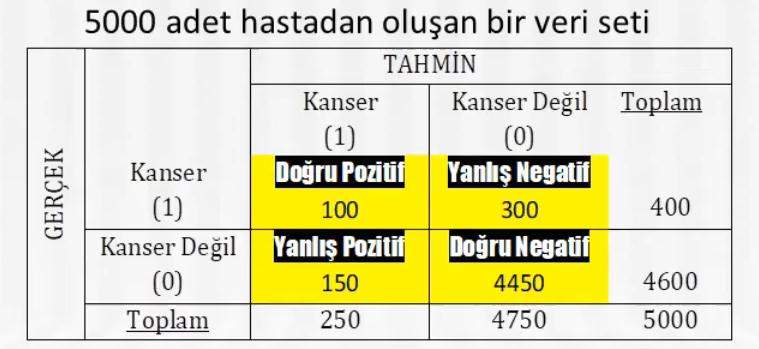 5000 adet hastadan oluşan bir veri seti
TAHMİN
Kanser Kanser Değil Toplam
(1) (0)
GERÇEK
Kanser Doğru Pozitif Yanlış Negatif
(1) 100 300 400
Kanser Değil Yanlış Pozitif Doğru Negatif
(0) 150 4450 4600
Toplam 250 4750 5000